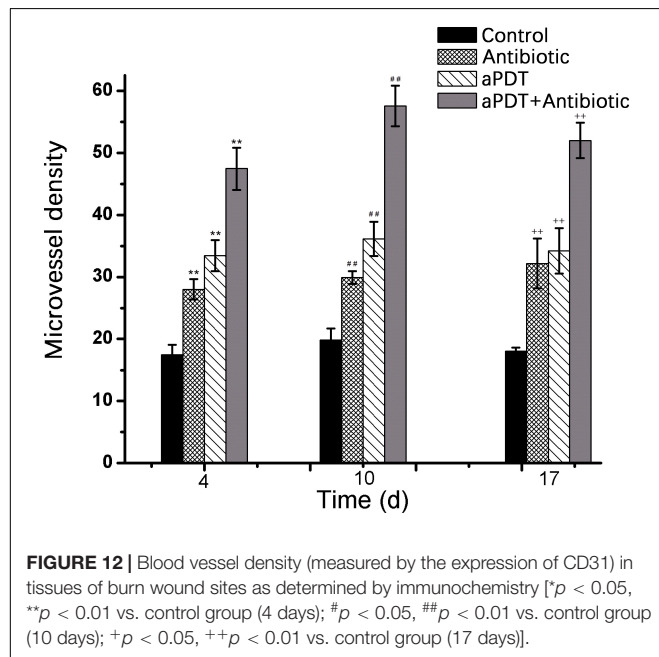 Control
Antibiotic
aPDT
aPDT+Antibiotic
Microvessel density
60
50
40
30
20
10
0
**
**
**
##
##
##
++
++
++
4
10
17
Time (d)
FIGURE 12 | Blood vessel density (measured by the expression of CD31) in
tissues of burn wound sites as determined by immunochemistry [*p < 0.05,
**p < 0.01 vs. control group (4 days); #p < 0.05, ##p < 0.01 vs. control group
(10 days); +p < 0.05, ++p < 0.01 vs. control group (17 days)].